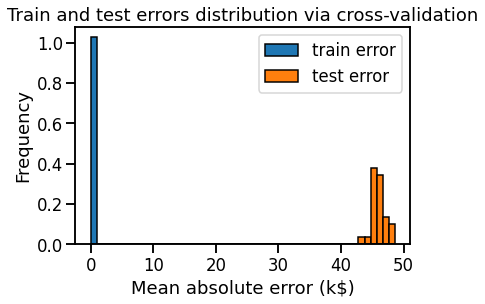 Train and test errors distribution via cross-validation
train error
test error
Frequency
1.0
0.8
0.6
0.4
0.2
0.0
0 10 20 30 40 50
Mean absolute error (k$)